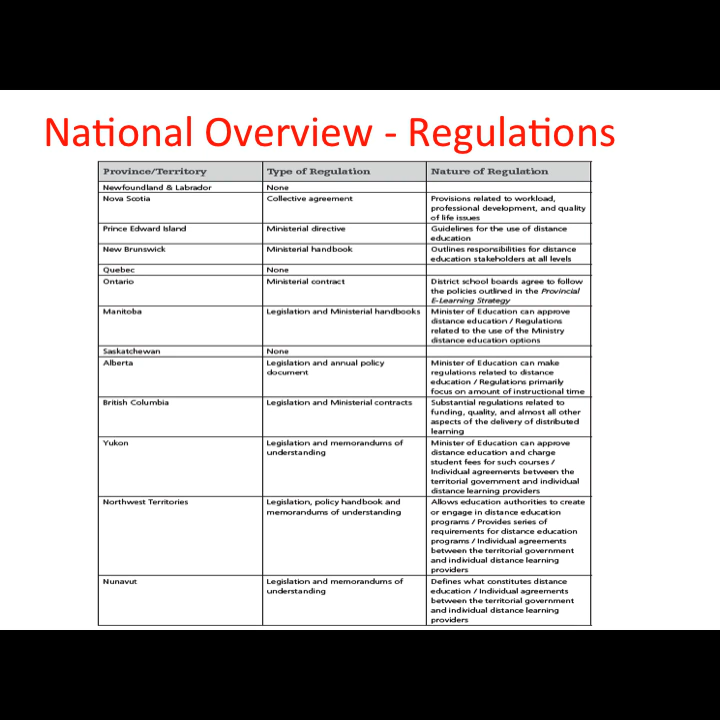 National Overview - Regulations
Province/Territory Type of Regulation Nature of Regulation
Newfoundland & Labrador None
Nova Scotia Collective agreement Provisions related to workload,
professional development, and quality
of life issues
Prince Edward Island Ministerial directive Guidelines for the use of distance
education
New Brunswick Ministerial handbook Outlines responsibilities for distance
education stakeholders at all levels
Quebec None
Ontario Ministerial contract District school boards agree to follow
the policies outlined in the Provincial
E-Learning Strategy
Manitoba Legislation and Ministerial handbooks Minister of Education can approve
distance education / Regulations
related to the use of the Ministry
distance education options
Saskatchewan None
Alberta Legislation and annual policy Minister of Education can make
document regulations related to distance
education / Regulations primarily
focus on amount of instructional time
British Columbia Legislation and Ministerial contracts Substantial regulations related to
funding, quality, and almost all other
aspects of the delivery of distributed
learning
Yukon Legislation and memorandums of Minister of Education can approve
understanding distance education and charge
student fees for such courses /
Individual agreements between the
territorial government and individual
distance learning providers
Northwest Territories Legislation, policy handbook and Allows education authorities to create
memorandums of understanding or engage in distance education
programs / Provides series of
requirements for distance education
programs / Individual agreements
between the territorial government
and individual distance learning
providers
Nunavut Legislation and memorandums of Defines what constitutes distance
understanding education / Individual agreements
between the territorial government
and individual distance learning
providers